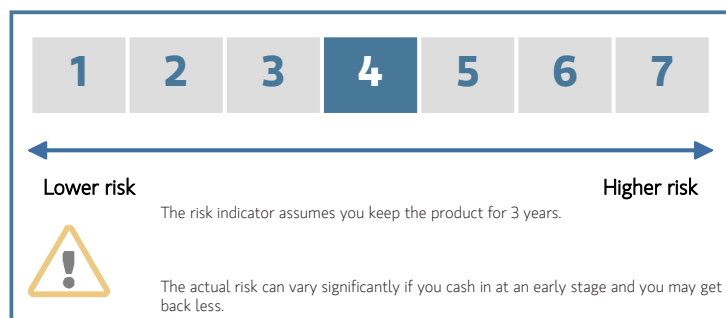 1 2 3 4 5 6 7
Lower risk Higher risk
The risk indicator assumes you keep the product for 3 years.
!
The actual risk can vary significantly if you cash in at an early stage and you may get
back less.